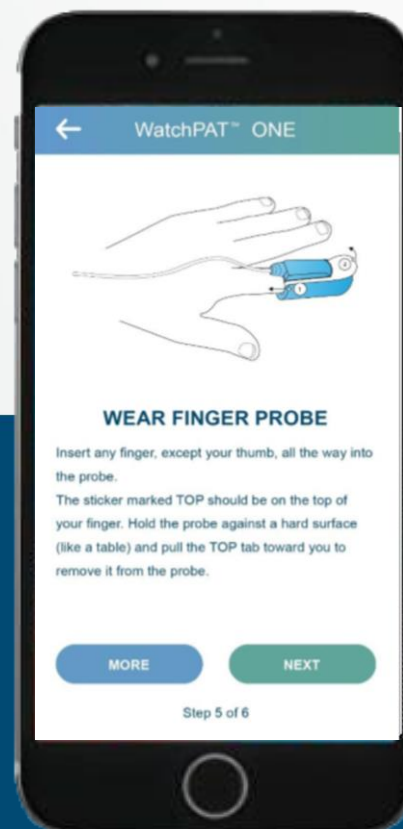 WatchPAT™ ONE
WEAR FINGER PROBE
Insert any finger, except your thumb, all the way into
the probe.
The sticker marked TOP should be on the top of
your finger. Hold the probe against a hard surface
(like a table) and pull the TOP tab toward you to
remove it from the probe.
MORE
NEXT
Step 5 of 6